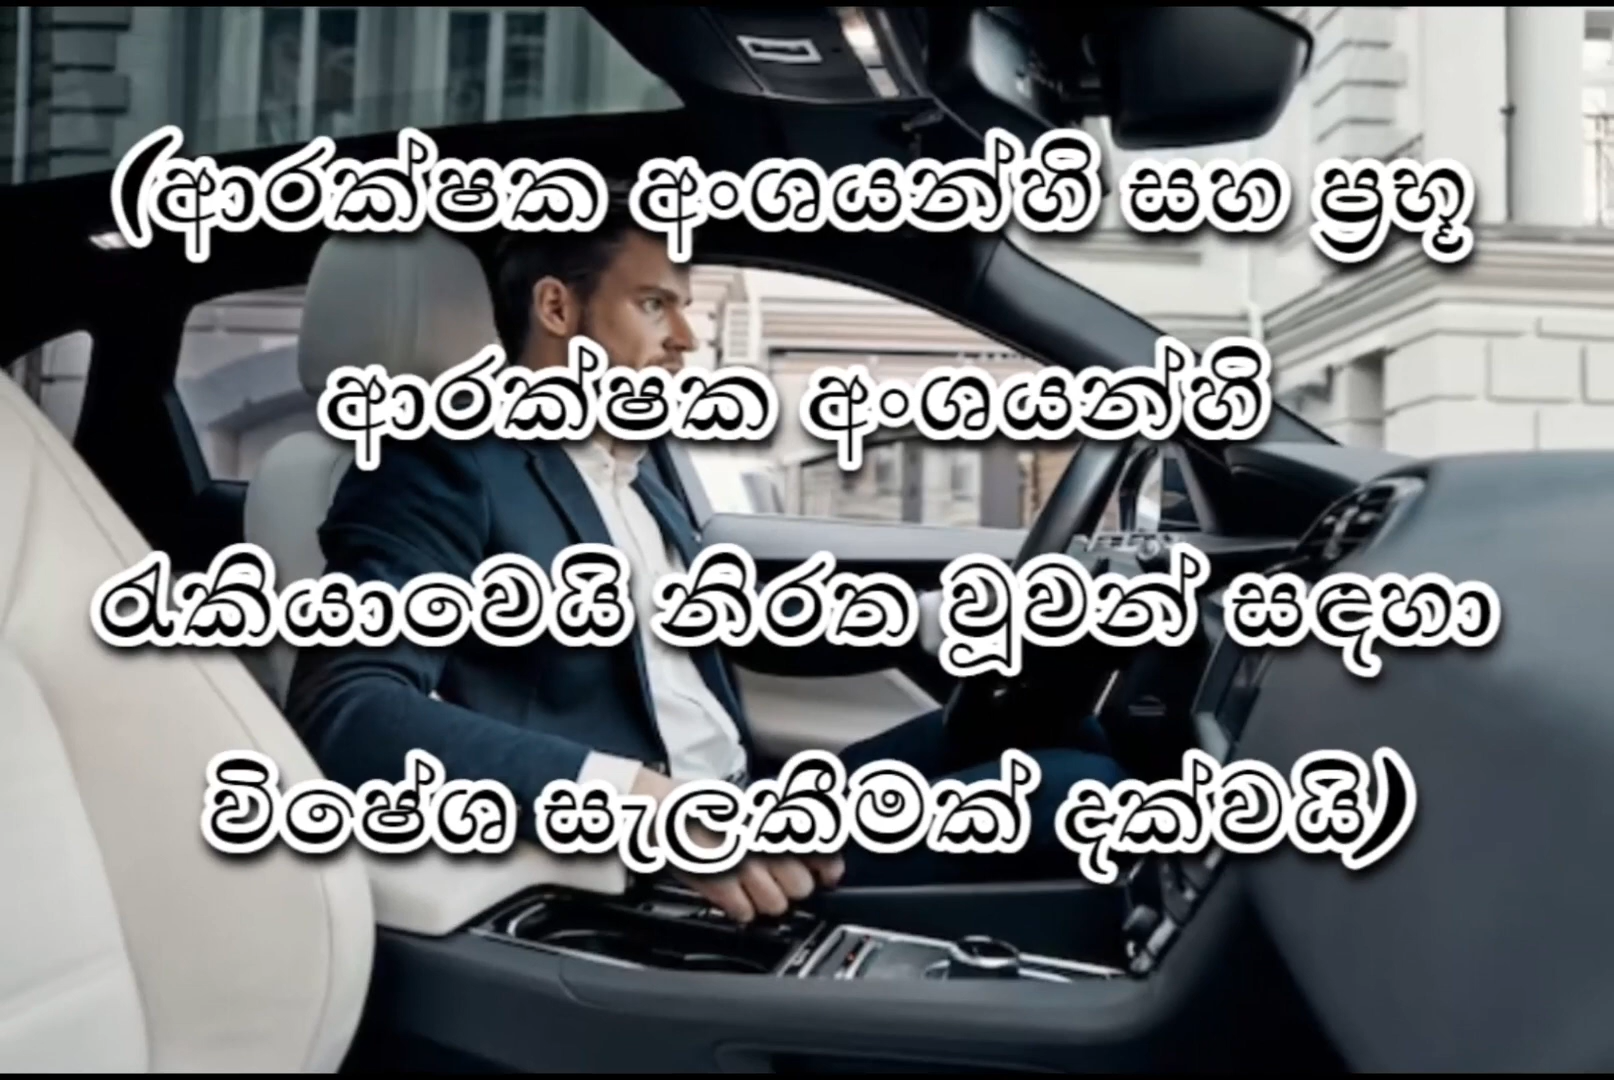 (ආරක්ෂක අංශයන්හි සහ ප්‍රභූ
ආරක්ෂක අංශයන්හි
රැකියාවෙයි නිරත වූවන් සඳහා
විෂේශ සැලකීමක් දක්වයි)